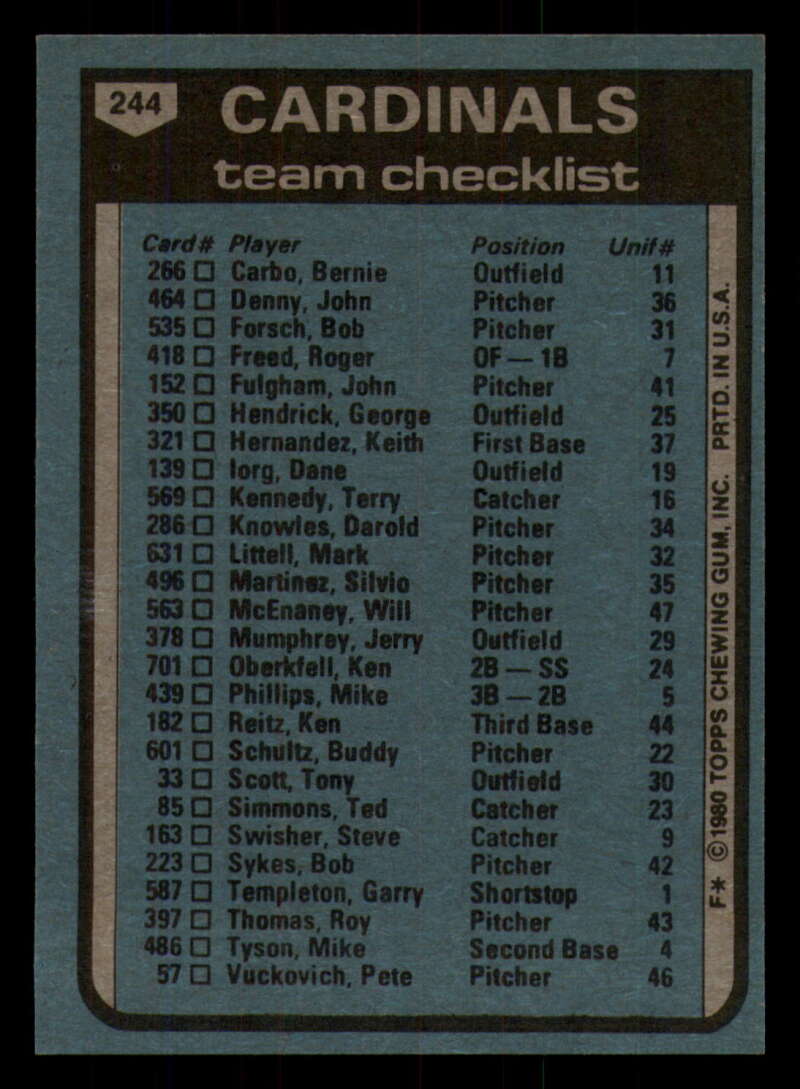 244
CARDINALS
team checklist
Card# Player Position Unif#
266 Carbo, Bernie Outfield 11
464 Denny, John Pitcher 36
535 Forsch, Bob Pitcher 31
418 Freed, Roger OF — 1B 7
152 Fulgham, John Pitcher 41
350 Hendrick, George Outfield 25
321 Hernandez, Keith First Base 37
139 Iorg, Dane Outfield 19
569 Kennedy, Terry Catcher 16
286 Knowles, Darold Pitcher 34
631 Littell, Mark Pitcher 32
496 Martinez, Silvio Pitcher 35
563 McEnaney, Will Pitcher 47
378 Mumphrey, Jerry Outfield 29
701 Oberkfell, Ken 2B — SS 24
439 Phillips, Mike 3B — 2B 5
182 Reitz, Ken Third Base 44
601 Schultz, Buddy Pitcher 22
33 Scott, Tony Outfield 30
85 Simmons, Ted Catcher 23
163 Swisher, Steve Catcher 9
223 Sykes, Bob Pitcher 42
587 Templeton, Garry Shortstop 1
397 Thomas, Roy Pitcher 43
486 Tyson, Mike Second Base 4
57 Vuckovich, Pete Pitcher 46
F* ©1980 TOPPS CHEWING GUM, INC. PRTD. IN U.S.A.